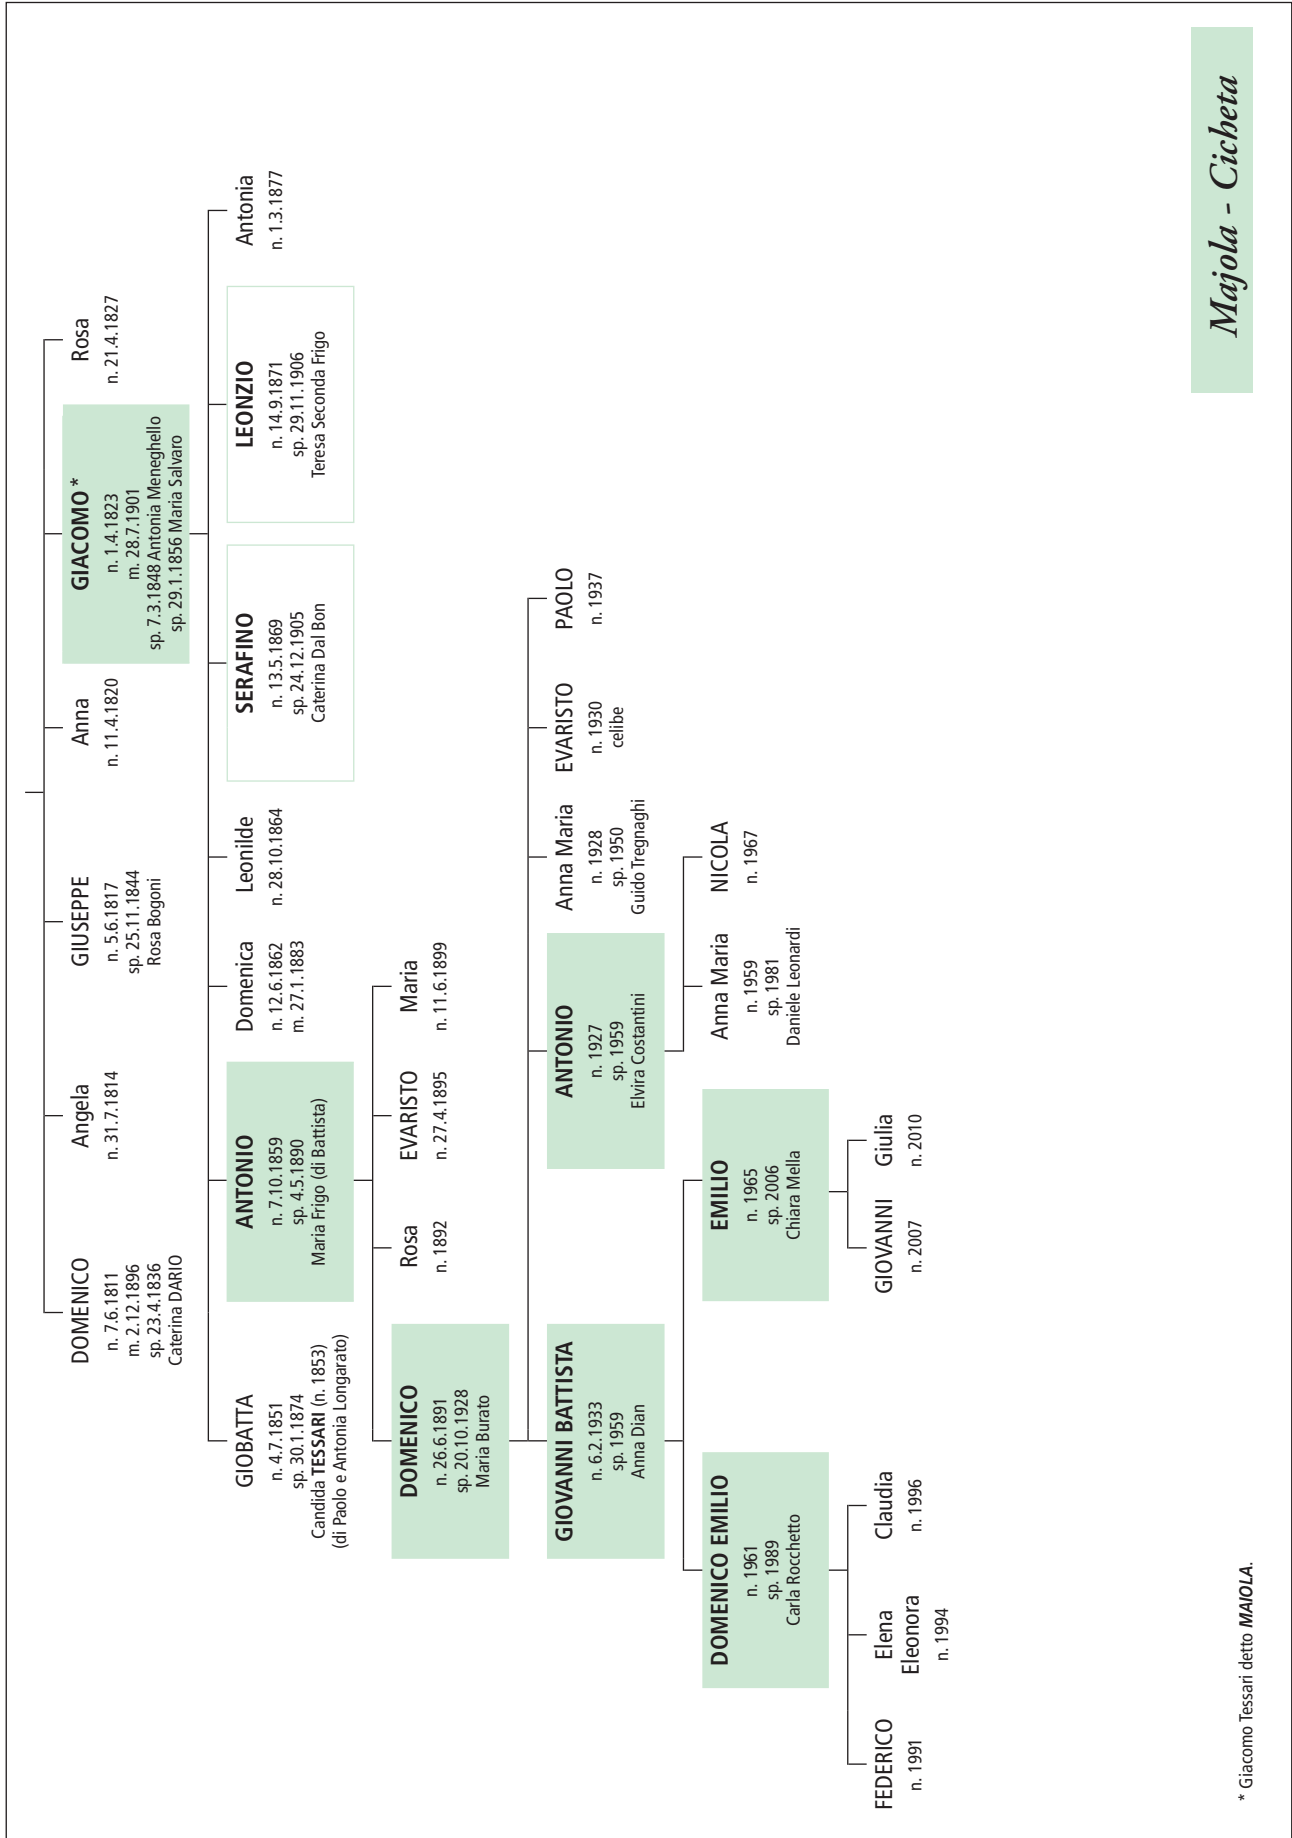 DOMENICO
n. 7.6.1811
m. 2.12.1896
sp. 23.4.1836
Caterina DARIO
Angela
n. 31.7.1814
GIUSEPPE
n. 5.6.1817
sp. 25.11.1844
Rosa Bogoni
Anna
n. 11.4.1820
GIACOMO *
n. 1.4.1823
m. 28.7.1901
sp. 7.3.1848 Antonia Meneghello
sp. 29.1.1856 Maria Salvaro
Rosa
n. 21.4.1827
GIOBATTA
n. 4.7.1851
sp. 30.1.1874
Candida TESSARI (n. 1853)
(di Paolo e Antonia Longarato)
ANTONIO
n. 7.10.1859
sp. 4.5.1890
Maria Frigo (di Battista)
Domenica
n. 12.6.1862
m. 27.1.1883
Leonilde
n. 28.10.1864
SERAFINO
n. 13.5.1869
sp. 24.12.1905
Caterina Dal Bon
LEONZIO
n. 14.9.1871
sp. 29.11.1906
Teresa Seconda Frigo
Antonia
n. 1.3.1877
DOMENICO
n. 26.6.1891
sp. 20.10.1928
Maria Burato
Rosa
n. 1892
EVARISTO
n. 27.4.1895
Maria
n. 11.6.1899
GIOVANNI BATTISTA
n. 6.2.1933
sp. 1959
Anna Dian
ANTONIO
n. 1927
sp. 1959
Elvira Costantini
Anna Maria
n. 1928
sp. 1950
Guido Tregnaghi
EVARISTO
n. 1930
celibe
PAOLO
n. 1937
DOMENICO EMILIO
n. 1961
sp. 1989
Carla Rocchetto
EMILIO
n. 1965
sp. 2006
Chiara Mella
Anna Maria
n. 1959
sp. 1981
Daniele Leonardi
NICOLA
n. 1967
FEDERICO
n. 1991
Elena
Eleonora
n. 1994
Claudia
n. 1996
GIOVANNI
n. 2007
Giulia
n. 2010
* Giacomo Tessari detto MAIOLA.
Majola - Cicheta